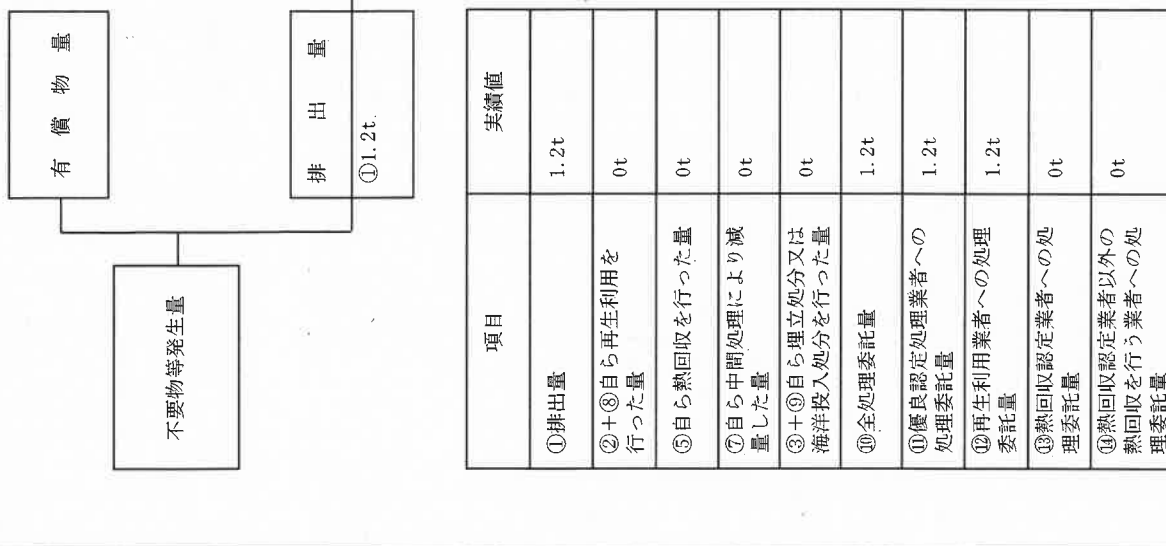 有償物量
不要物等発生量
排出量
①1.2t
項目 実績値
①排出量 1.2t
②+⑧自ら再生利用を
行った量 0t
⑤自ら熱回収を行った量 0t
⑦自ら中間処理により減
量した量 0t
③+⑨自ら埋立処分又は
海洋投入処分を行った量 0t
⑩全処理委託量 1.2t
⑪優良認定処理業者への
処理委託量 1.2t
⑫再生利用業者への処理
委託量 1.2t
⑬熱回収認定業者への処
理委託量 0t
⑭熱回収認定業者以外の
熱回収を行う業者への処
理委託量 0t